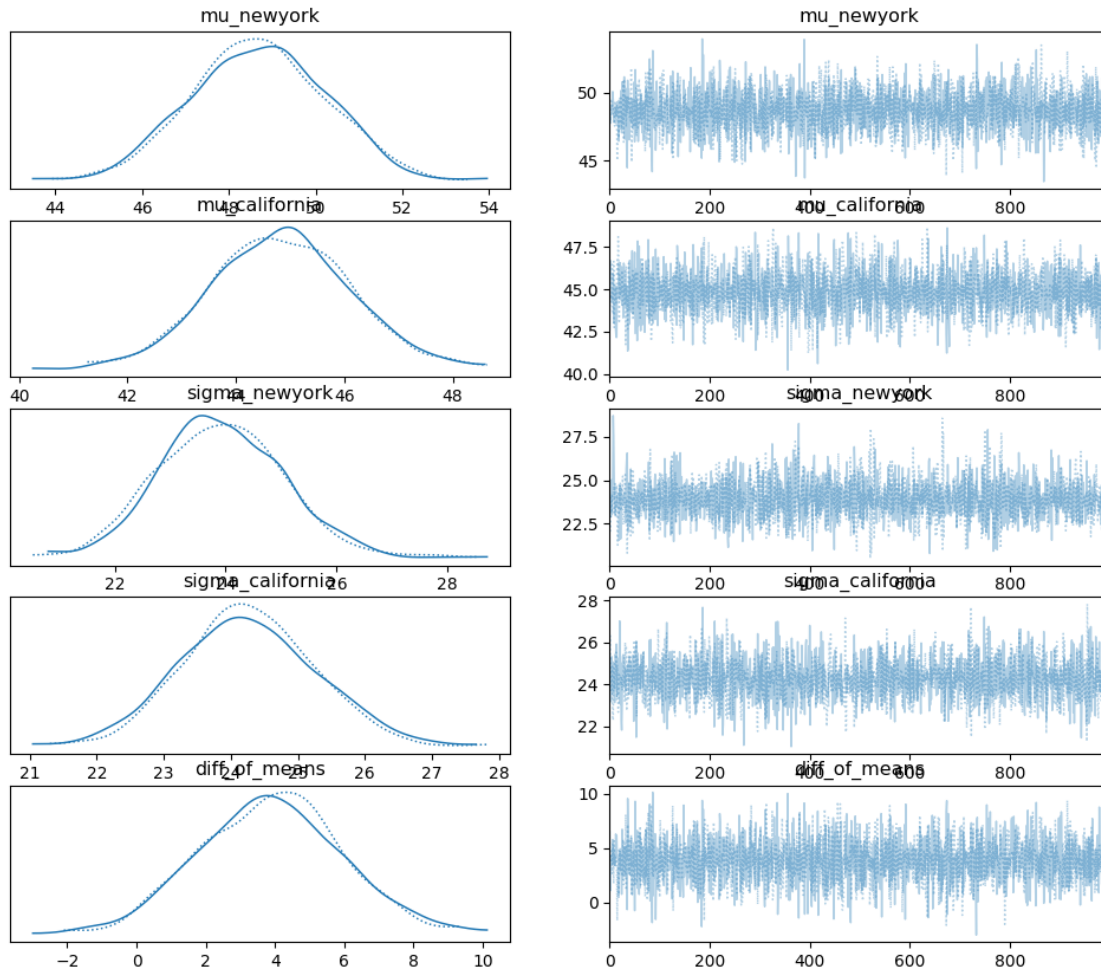 mu_newyork mu_newyork
50
45
44 46 48 50 52 54 0 200 400 600 800
mu_california mu_california
47.5
45.0
42.5
40.0
40 42 44 46 48 0 200 400 600 800
sigma_newyork sigma_newyork
27.5
25.0
22.5
22 24 26 28 0 200 400 600 800
sigma_california sigma_california
28
26
24
22
21 22 23 24 25 26 27 28 0 200 400 600 800
diff_of_means diff_of_means
10
5
0
−2 0 2 4 6 8 10 0 200 400 600 800